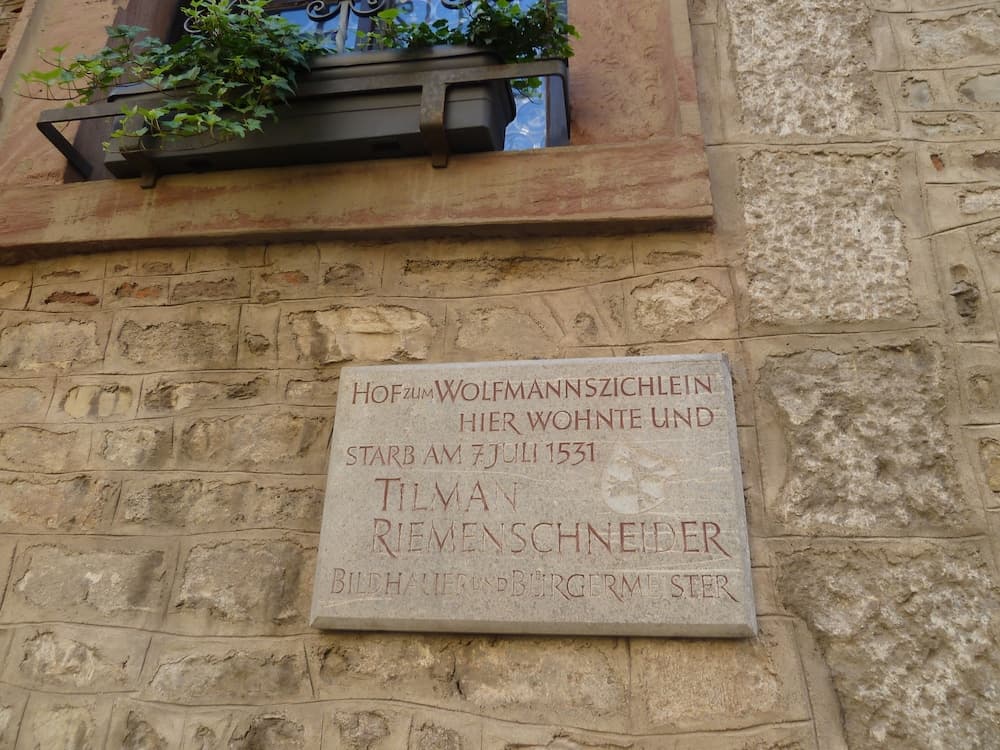 HOF ZUM WOLFMANNSZICHLEIN
HIER WOHNTE UND
STARB AM 7. JULI 1531
TILMAN
RIEMENSCHNEIDER
BILDHAUER UND BÜRGERMEISTER